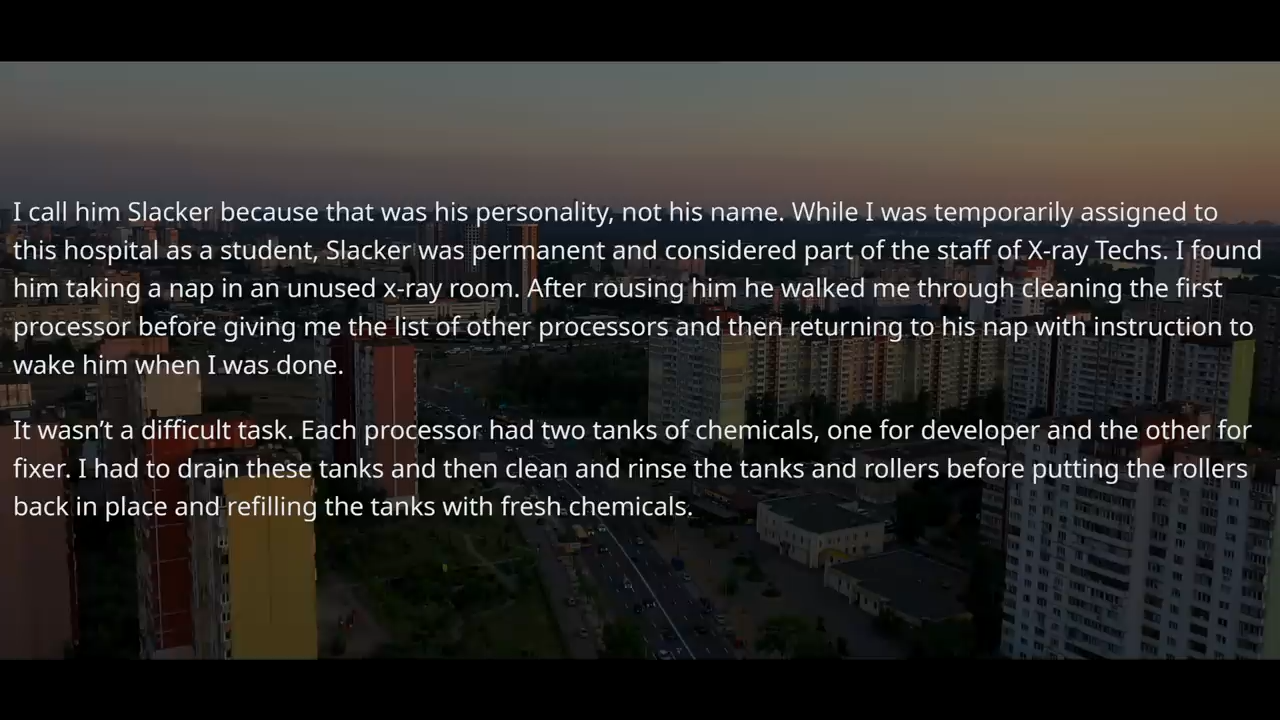 I call him Slacker because that was his personality, not his name. While I was temporarily assigned to
this hospital as a student, Slacker was permanent and considered part of the staff of X-ray Techs. I found
him taking a nap in an unused x-ray room. After rousing him he walked me through cleaning the first
processor before giving me the list of other processors and then returning to his nap with instruction to
wake him when I was done.
It wasn’t a difficult task. Each processor had two tanks of chemicals, one for developer and the other for
fixer. I had to drain these tanks and then clean and rinse the tanks and rollers before putting the rollers
back in place and refilling the tanks with fresh chemicals.